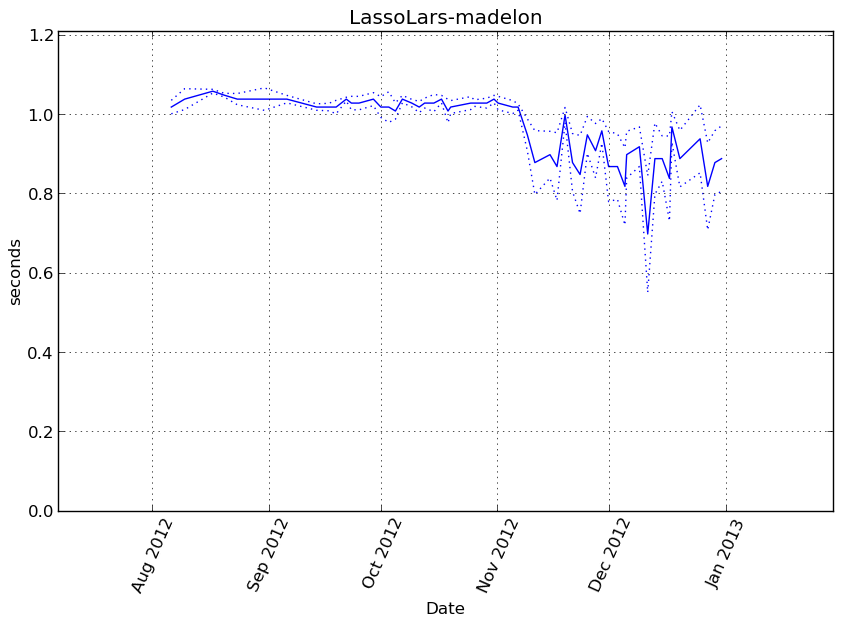 LassoLars-madelon
1.2
1.0
0.8
0.6
0.4
0.2
0.0
seconds
Aug 2012
Sep 2012
Oct 2012
Nov 2012
Dec 2012
Jan 2013
Date